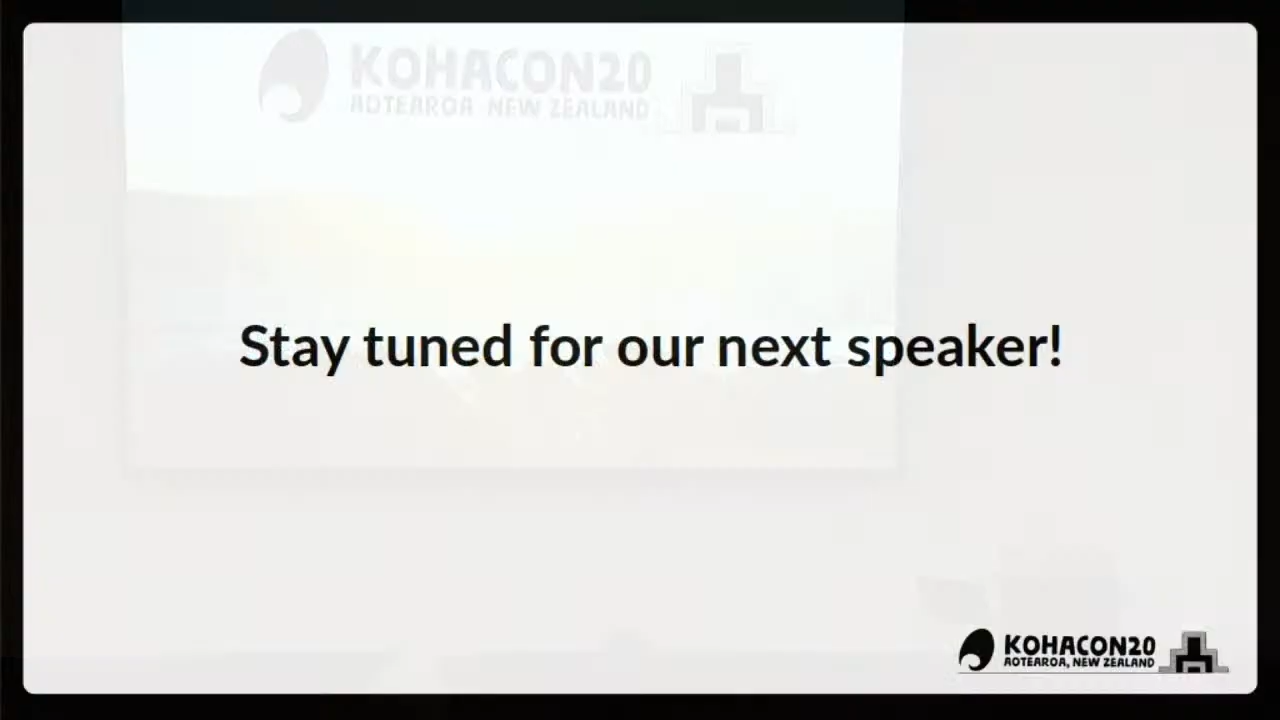 KOHACON20
AOTEAROA, NEW ZEALAND
Stay tuned for our next speaker!
KOHACON20
AOTEAROA, NEW ZEALAND